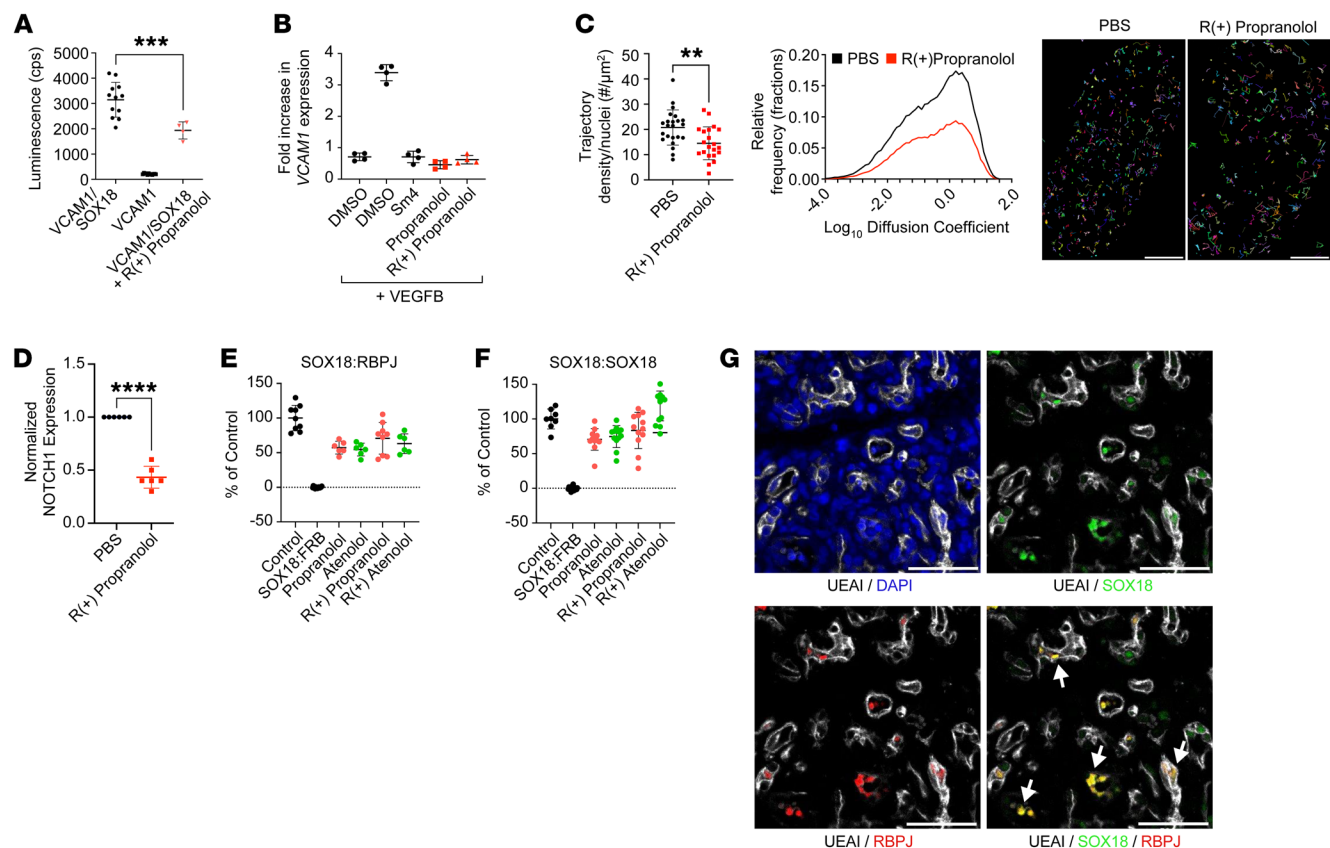 A
Luminescence (cps)
5000
4000
3000
2000
1000
0
***
VCAM1/
SOX18
VCAM1
VCAM1/SOX18
+ R(+) Propranolol
B
Fold increase in
VCAM1 expression
4
3
2
1
0
DMSO
DMSO
Sm4
Propranolol
R(+) Propranolol
+ VEGFB
C
Trajectory
density/nuclei (#/μm²)
50
40
30
20
10
0
**
PBS
R(+) Propranolol
Relative
frequency (fractions)
0.20
0.15
0.10
0.05
0.00
PBS
R(+)Propranolol
-4.0
-2.0
0.0
2.0
Log10 Diffusion Coefficient
PBS
R(+) Propranolol
D
Normalized
NOTCH1 Expression
1.5
1.0
0.5
0.0
****
PBS
R(+) Propranolol
E
SOX18:RBPJ
% of Control
150
100
50
0
-50
Control
SOX18:FRB
Propranolol
Atenolol
R(+) Propranolol
R(+) Atenolol
F
SOX18:SOX18
% of Control
150
100
50
0
-50
Control
SOX18:FRB
Propranolol
Atenolol
R(+) Propranolol
R(+) Atenolol
G
UEAI / DAPI
UEAI / SOX18
UEAI / RBPJ
UEAI / SOX18 / RBPJ